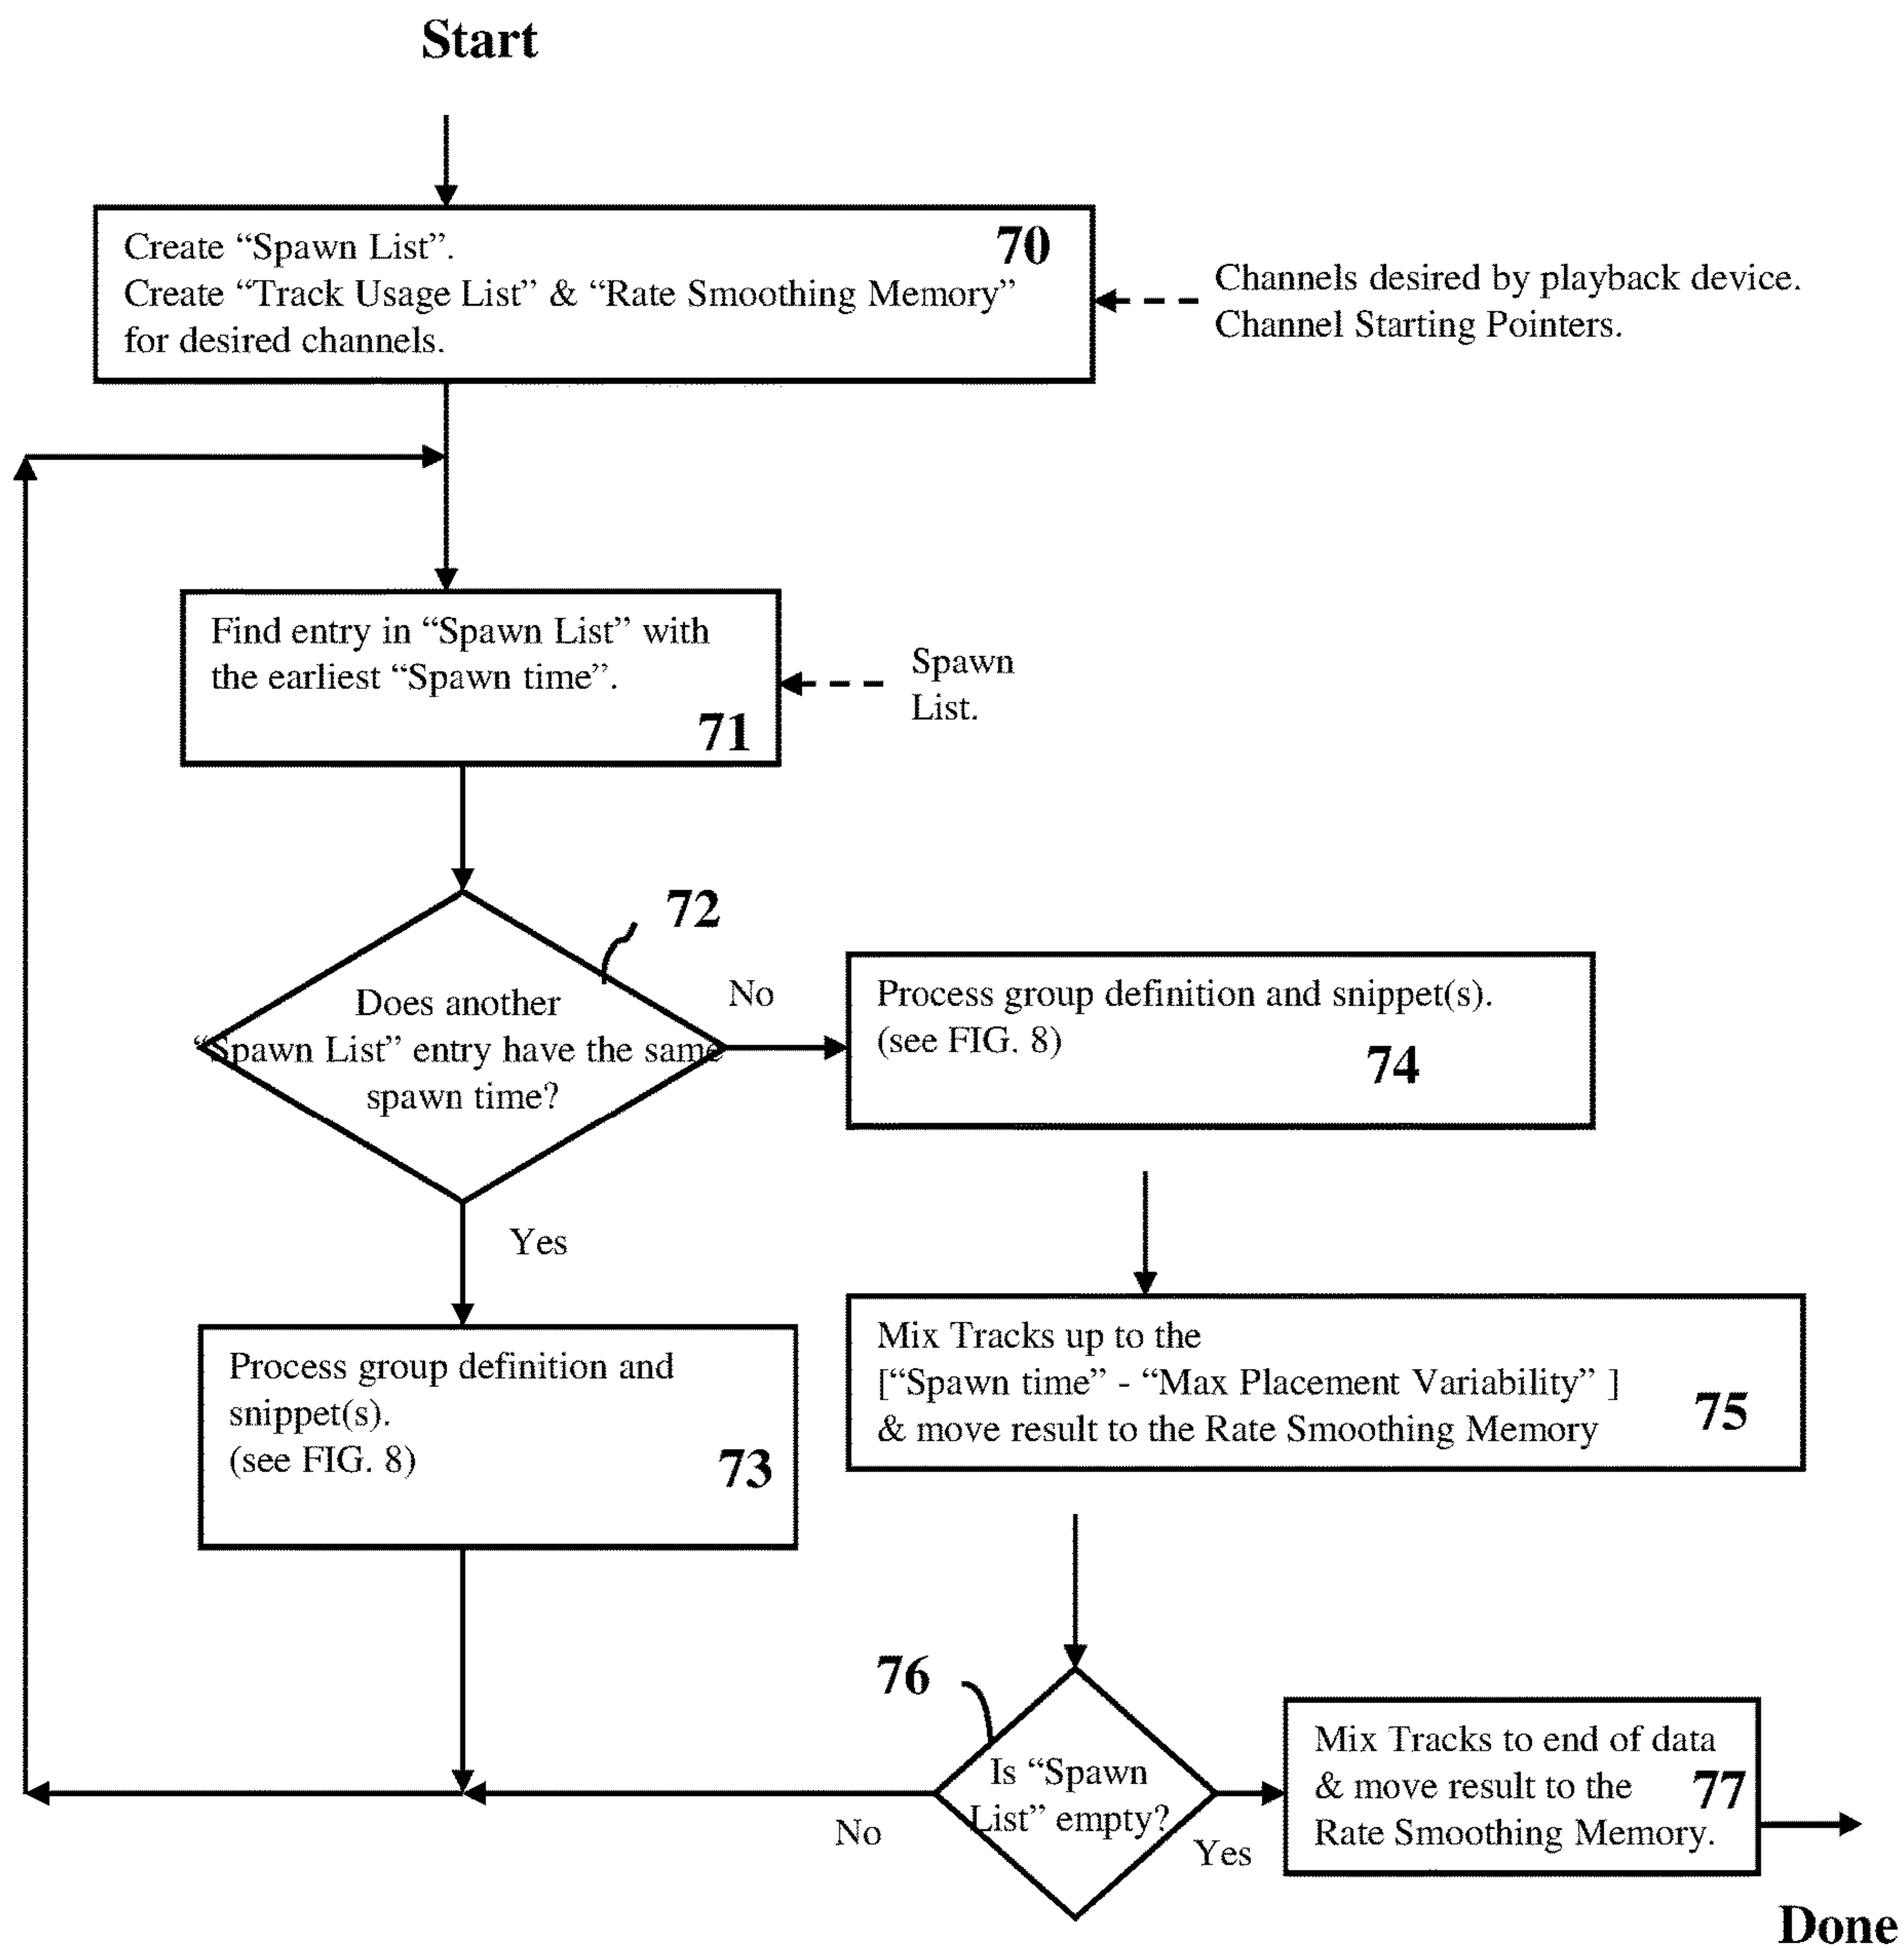 Start
Create “Spawn List”.
70
Create “Track Usage List” & “Rate Smoothing Memory”
for desired channels.
Channels desired by playback device.
Channel Starting Pointers.
Find entry in “Spawn List” with
the earliest “Spawn time”.
71
Spawn
List.
72
Does another
“Spawn List” entry have the same
spawn time?
No
Process group definition and snippet(s).
(see FIG. 8)
74
Yes
Process group definition and
snippet(s).
(see FIG. 8)
73
Mix Tracks up to the
[“Spawn time” - “Max Placement Variability” ]
& move result to the Rate Smoothing Memory
75
76
Is “Spawn
List” empty?
No
Yes
Mix Tracks to end of data
& move result to the
Rate Smoothing Memory.
77
Done